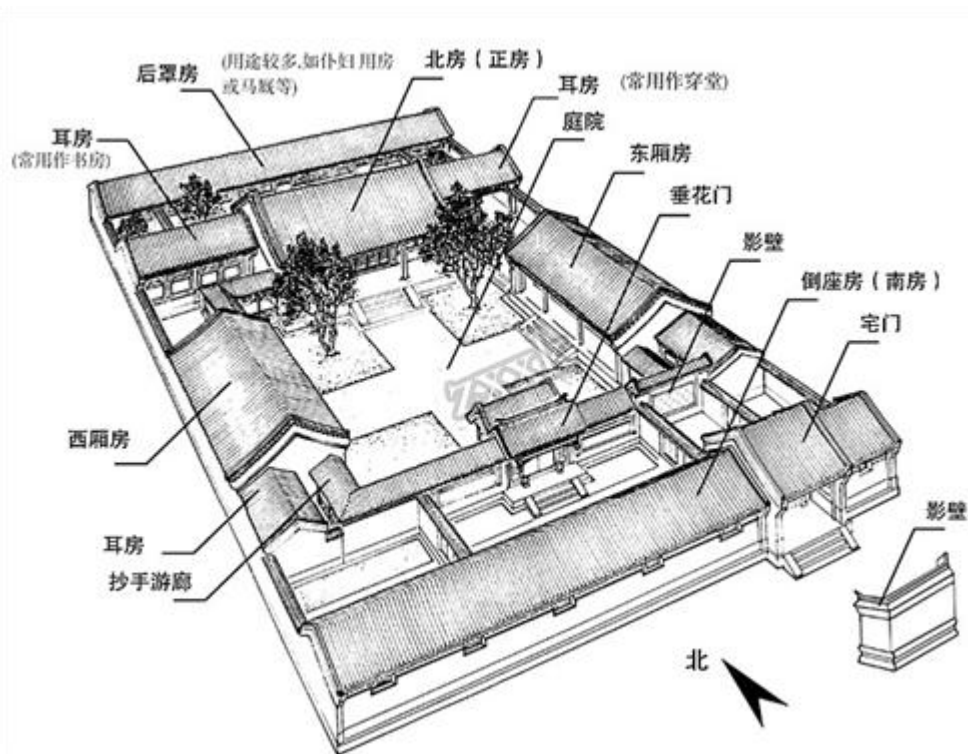 后罩房
(用途较多,如仆妇用房
或马厩等)
北房(正房)
耳房
(常用作穿堂)
耳房
(常用作书房)
庭院
东厢房
垂花门
影壁
倒座房(南房)
宅门
西厢房
耳房
抄手游廊
影壁
北